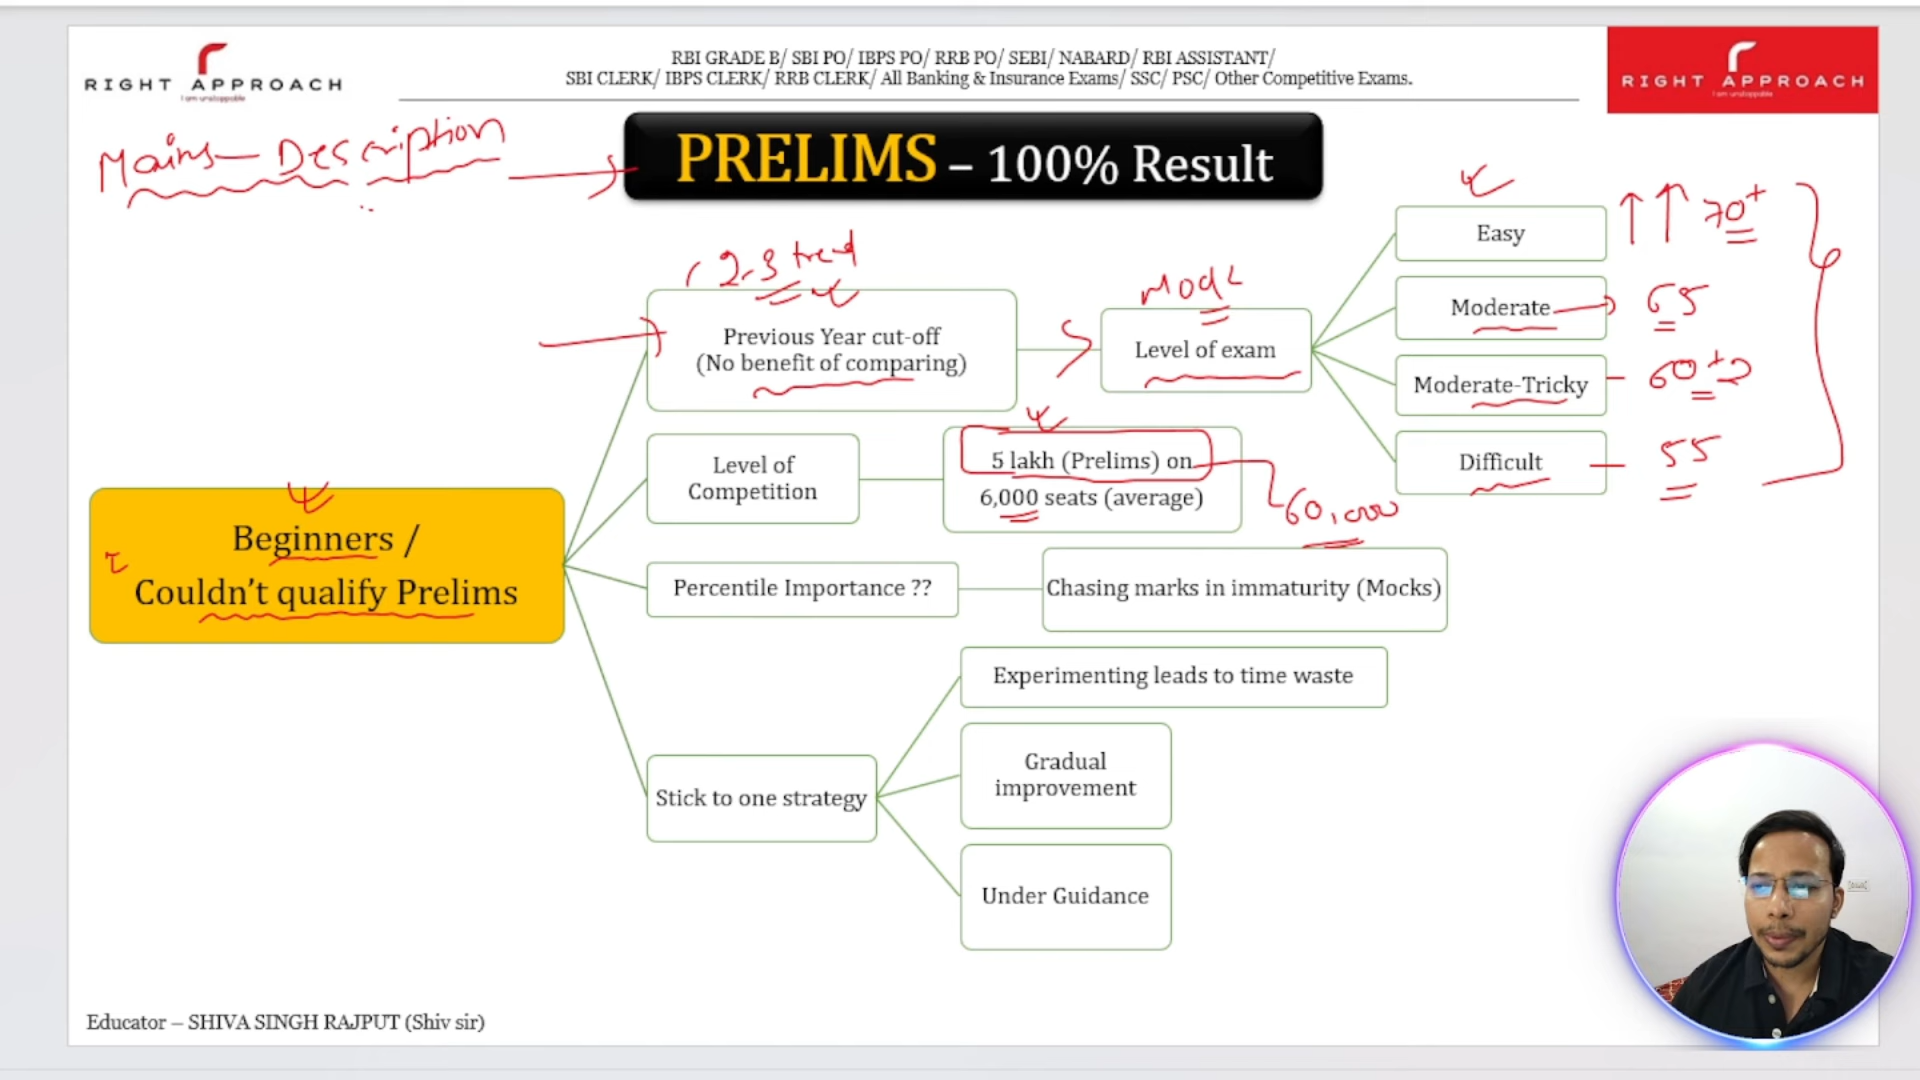 RIGHT APPROACH
I am unstoppable
RBI GRADE B/ SBI PO/ IBPS PO/ RRB PO/ SEBI/ NABARD/ RBI ASSISTANT/
SBI CLERK/ IBPS CLERK/ RRB CLERK/ All Banking & Insurance Exams/ SSC/ PSC/ Other Competitive Exams.
RIGHT APPROACH
I am unstoppable
Mains - Description
PRELIMS – 100% Result
2-3 trend
Previous Year cut-off
(No benefit of comparing)
Level of exam
Easy
70+
Moderate
65
Moderate-Tricky
60+2
Difficult
55
Level of
Competition
5 lakh (Prelims) on
6,000 seats (average)
60,000
Beginners /
Couldn't qualify Prelims
Percentile Importance ??
Chasing marks in immaturity (Mocks)
Stick to one strategy
Experimenting leads to time waste
Gradual
improvement
Under Guidance
Educator – SHIVA SINGH RAJPUT (Shiv sir)